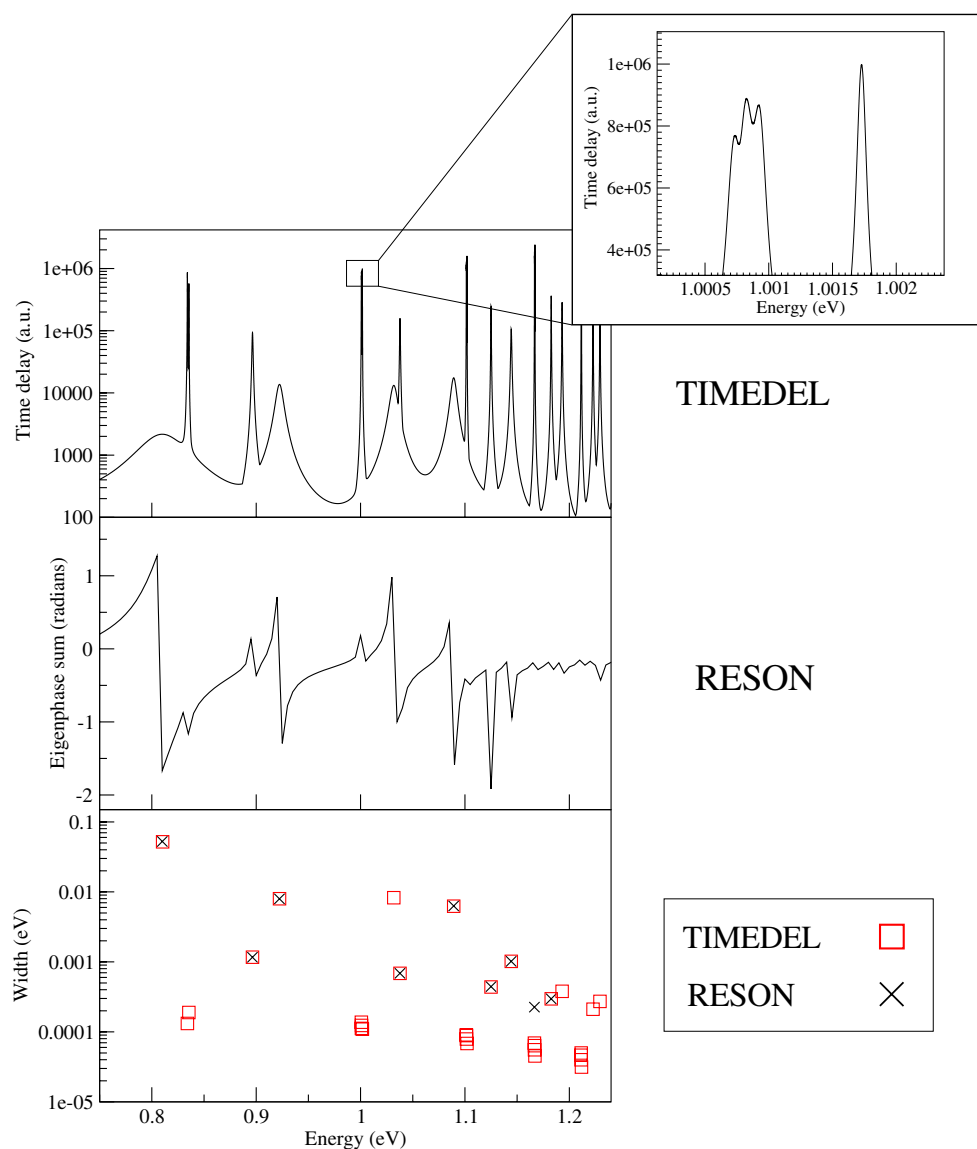 1e+06
8e+05
6e+05
4e+05
Time delay (a.u.)
1.0005 1.001 1.0015 1.002
Energy (eV)
1e+06
1e+05
10000
1000
100
Time delay (a.u.)
TIMEDEL
1
0
-1
-2
Eigenphase sum (radians)
RESON
0.1
0.01
0.001
0.0001
1e-05
Width (eV)
0.8 0.9 1 1.1 1.2
Energy (eV)
TIMEDEL
RESON